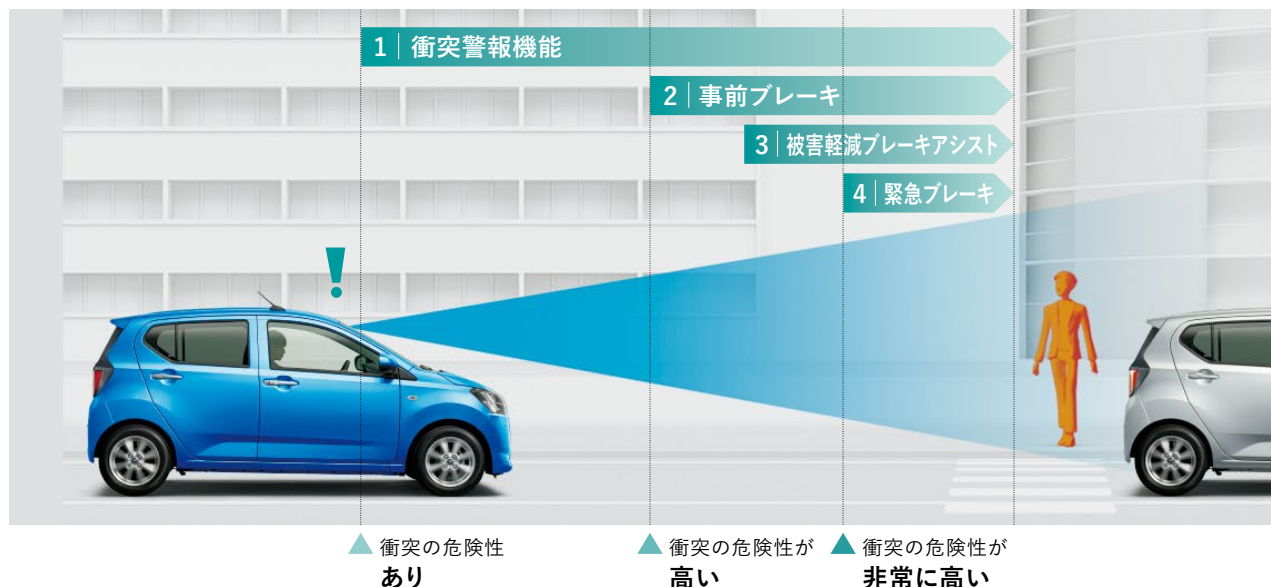 1 | 衝突警報機能
2 | 事前ブレーキ
3 | 被害軽減ブレーキアシスト
4 | 緊急ブレーキ
!
▲ 衝突の危険性
あり
▲ 衝突の危険性が
高い
▲ 衝突の危険性が
非常に高い